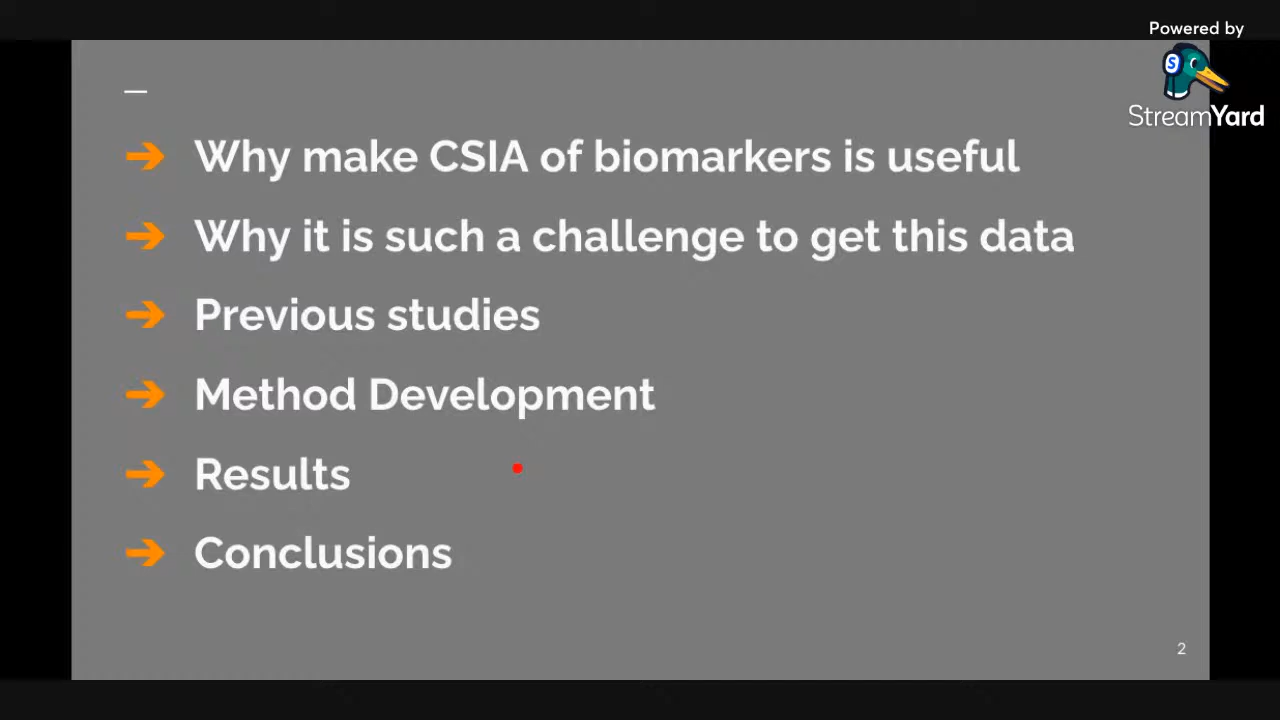 Powered by
StreamYard
Why make CSIA of biomarkers is useful
Why it is such a challenge to get this data
Previous studies
Method Development
Results
Conclusions
2